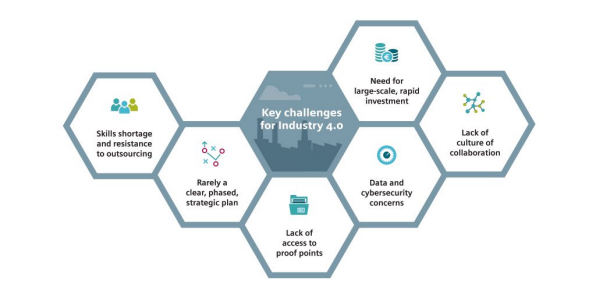 Key challenges
for Industry 4.0
Need for
large-scale, rapid
investment
Skills shortage
and resistance
to outsourcing
Lack of
culture of
collaboration
Rarely a
clear, phased,
strategic plan
Data and
cybersecurity
concerns
Lack of
access to
proof points